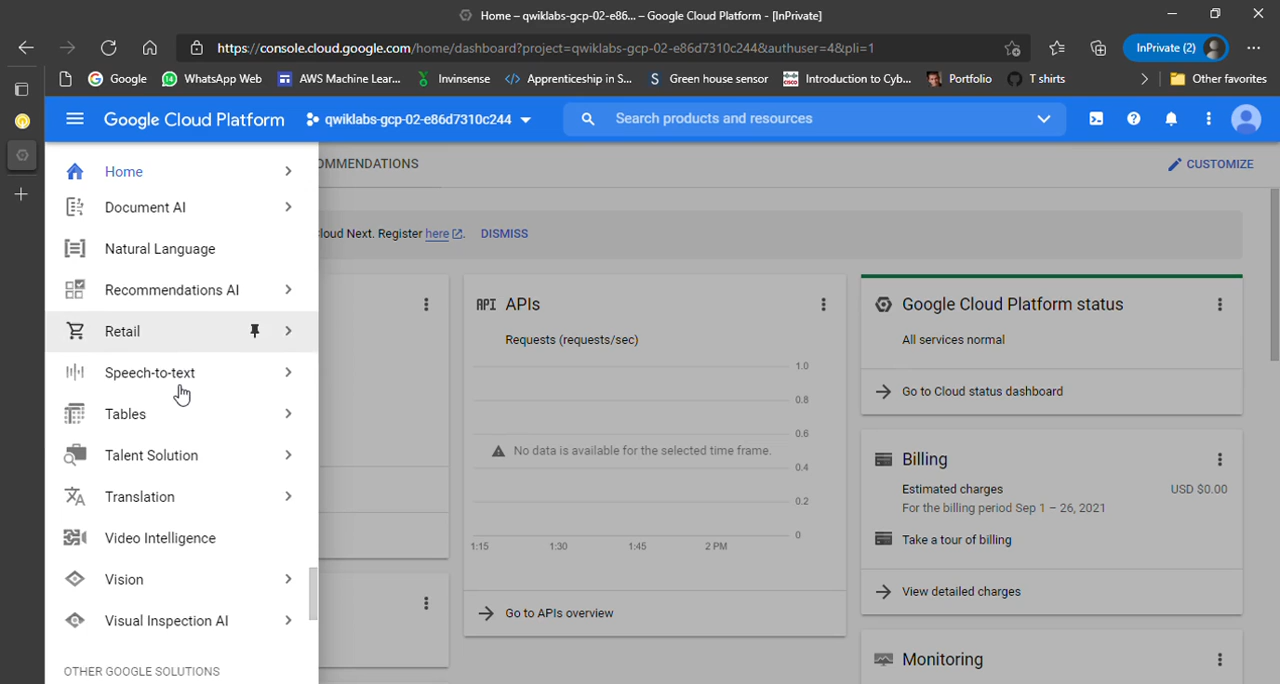 Home – qwiklabs-gcp-02-e86... – Google Cloud Platform - [InPrivate]
https://console.cloud.google.com/home/dashboard?project=qwiklabs-gcp-02-e86d7310c244&authuser=4&pli=1
InPrivate (2)
Google
WhatsApp Web
AWS Machine Lear...
Invinsense
Apprenticeship in S...
Green house sensor
Introduction to Cyb...
Portfolio
T shirts
Other favorites
Google Cloud Platform
qwiklabs-gcp-02-e86d7310c244
Search products and resources
Home
Document AI
Natural Language
Recommendations AI
Retail
Speech-to-text
Tables
Talent Solution
Translation
Video Intelligence
Vision
Visual Inspection AI
OTHER GOOGLE SOLUTIONS
OMMENDATIONS
CUSTOMIZE
loud Next. Register here. DISMISS
API APIs
Requests (requests/sec)
1.0
0.8
0.6
No data is available for the selected time frame.
0.4
0.2
0
1:15 1:30 1:45 2 PM
Go to APIs overview
Google Cloud Platform status
All services normal
Go to Cloud status dashboard
Billing
Estimated charges USD $0.00
For the billing period Sep 1 – 26, 2021
Take a tour of billing
View detailed charges
Monitoring